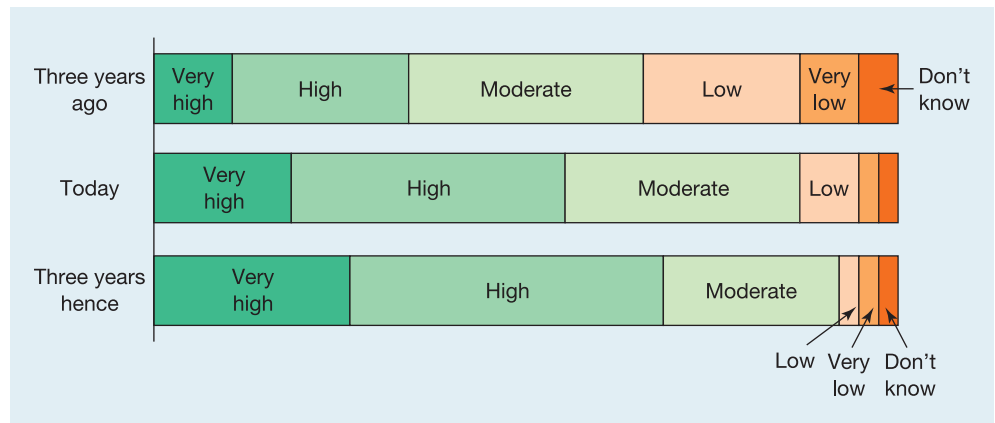 Three years
ago
Very
high
High
Moderate
Low
Very
low
Don't
know
Today
Very
high
High
Moderate
Low
Three years
hence
Very
high
High
Moderate
Low
Very
low
Don't
know